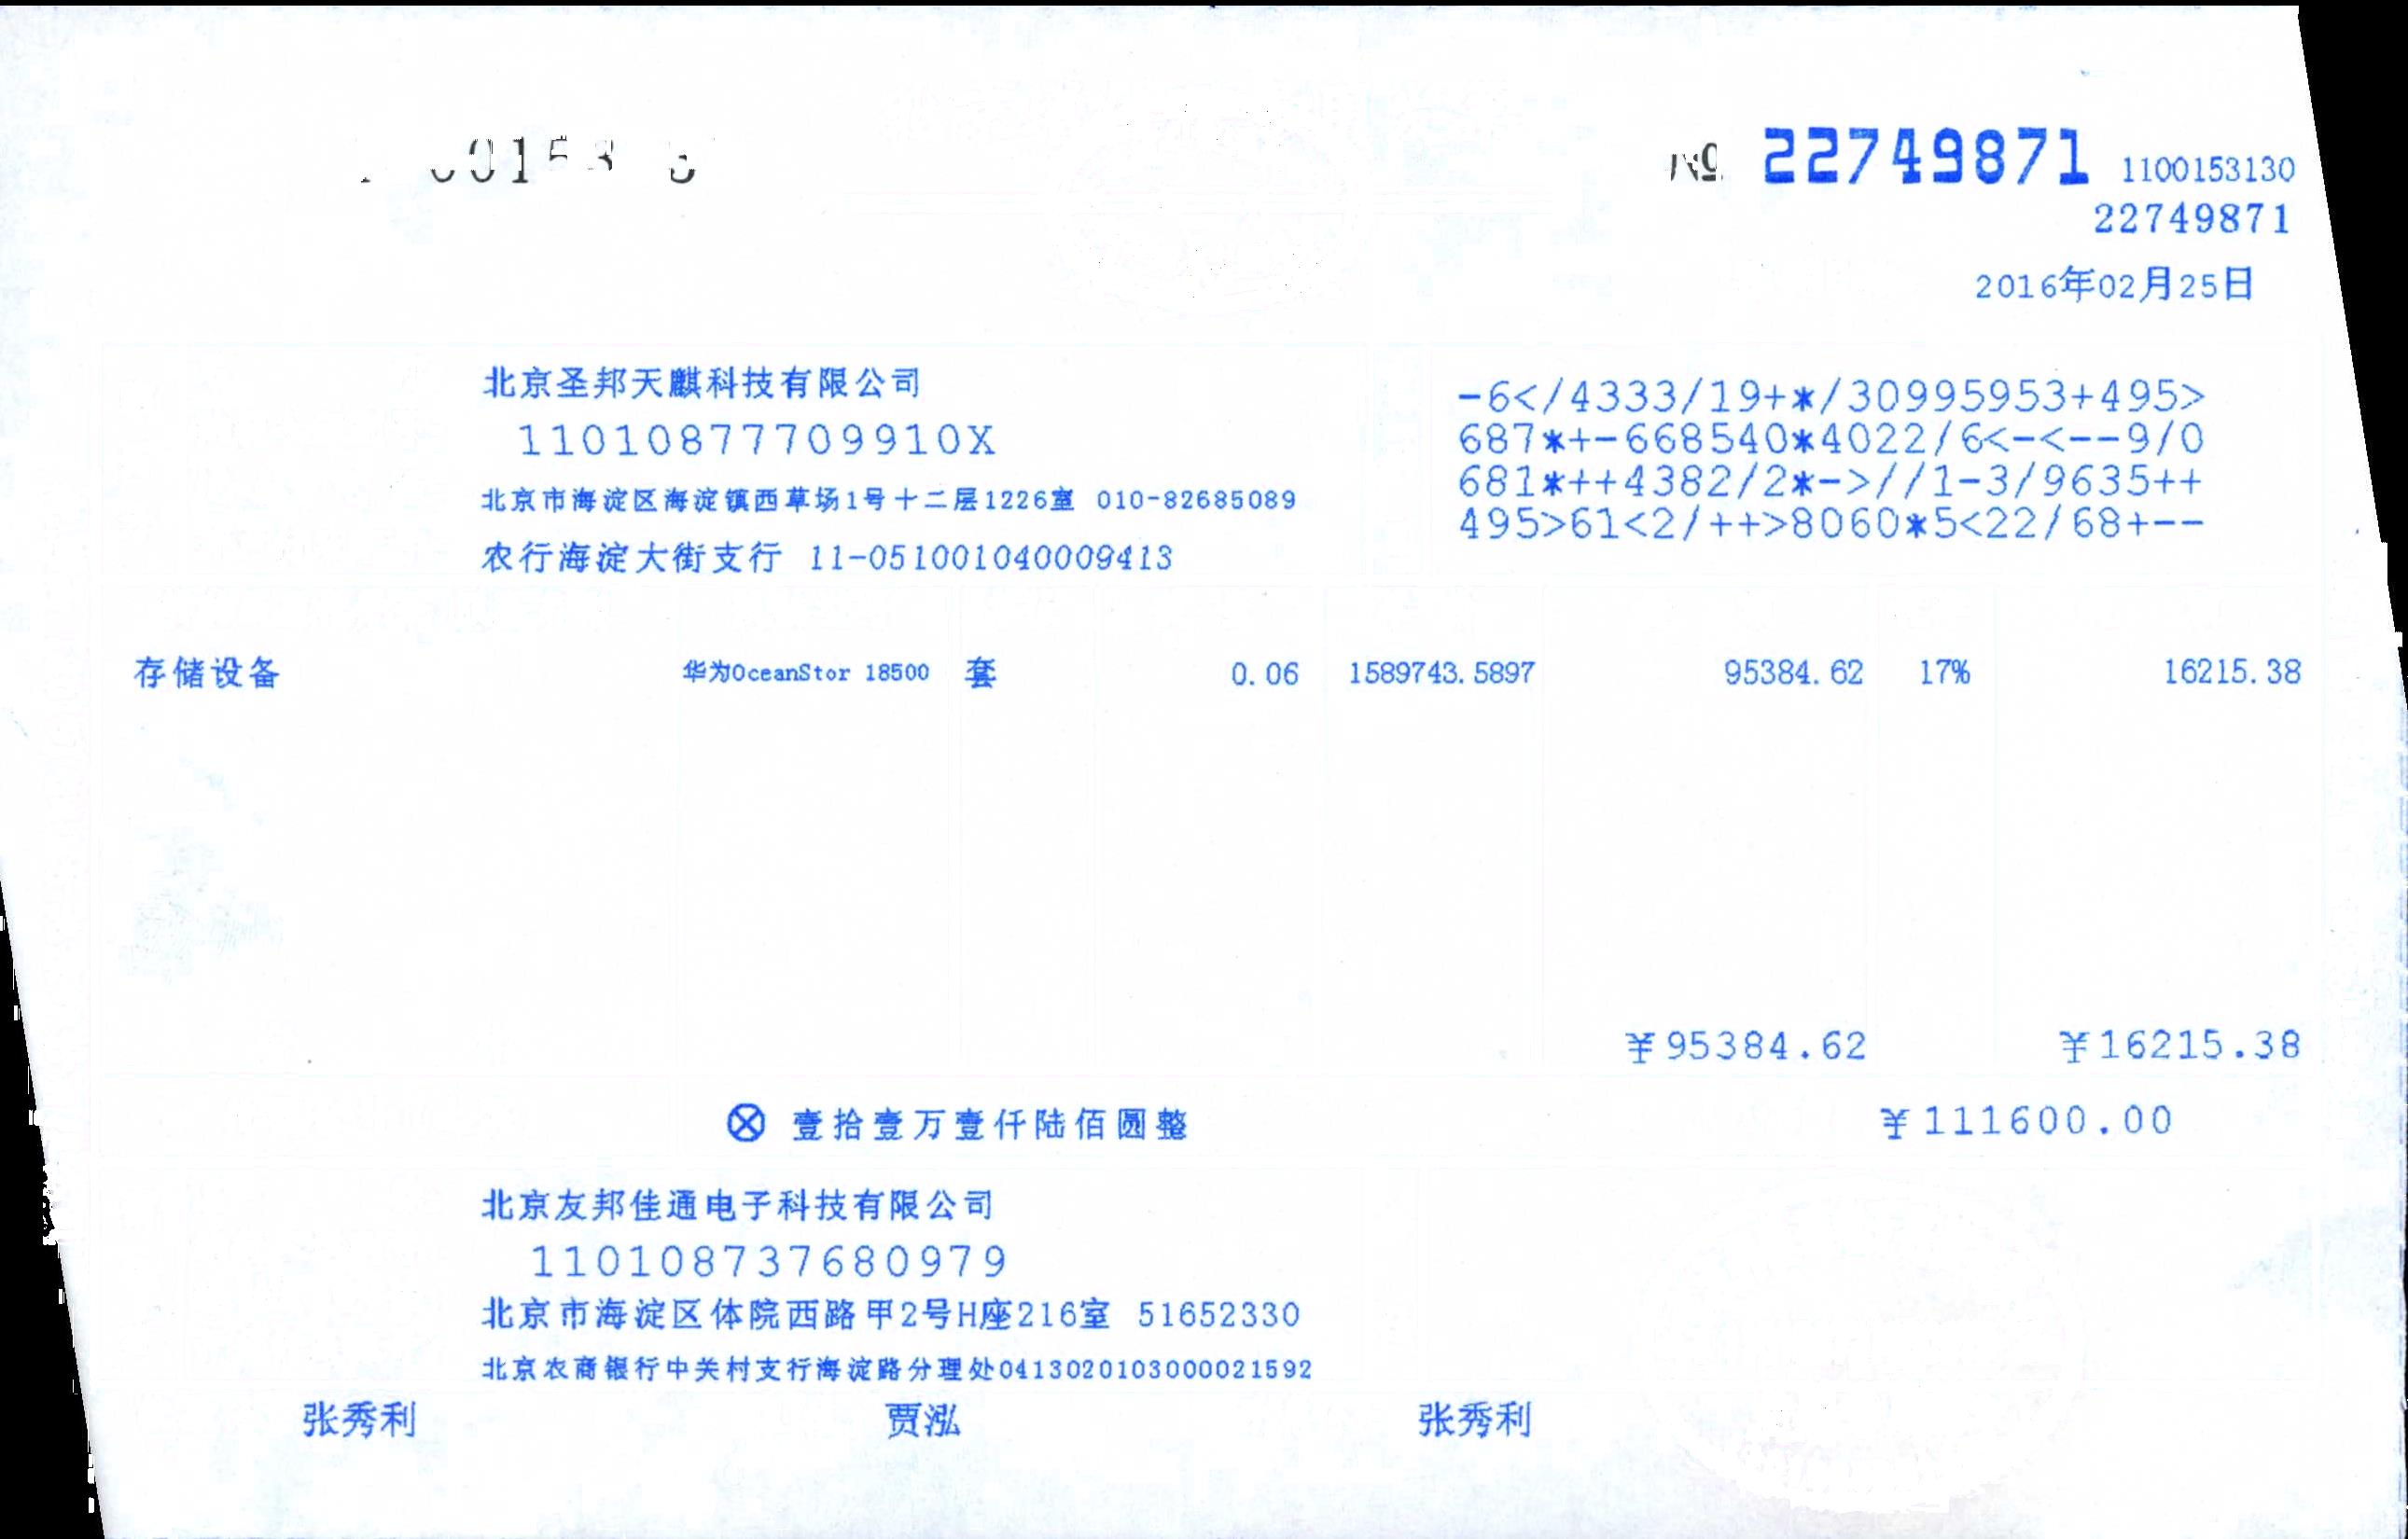 № 22749871 1100153130
22749871
2016年02月25日
北京圣邦天麒科技有限公司
11010877709910X
北京市海淀区海淀镇西草场1号十二层1226室 010-82685089
农行海淀大街支行 11-051001040009413
-6</4333/19+*/30995953+495>
687*+-668540*4022/6<-<--9/0
681*++4382/2*->//1-3/9635++
495>61<2/++>8060*5<22/68+--
存储设备 华为OceanStor 18500 套 0.06 1589743.5897 95384.62 17% 16215.38
¥95384.62 ¥16215.38
ⓧ 壹拾壹万壹仟陆佰圆整 ¥111600.00
北京友邦佳通电子科技有限公司
110108737680979
北京市海淀区体院西路甲2号H座216室 51652330
北京农商银行中关村支行海淀路分理处0413020103000021592
张秀利 贾泓 张秀利